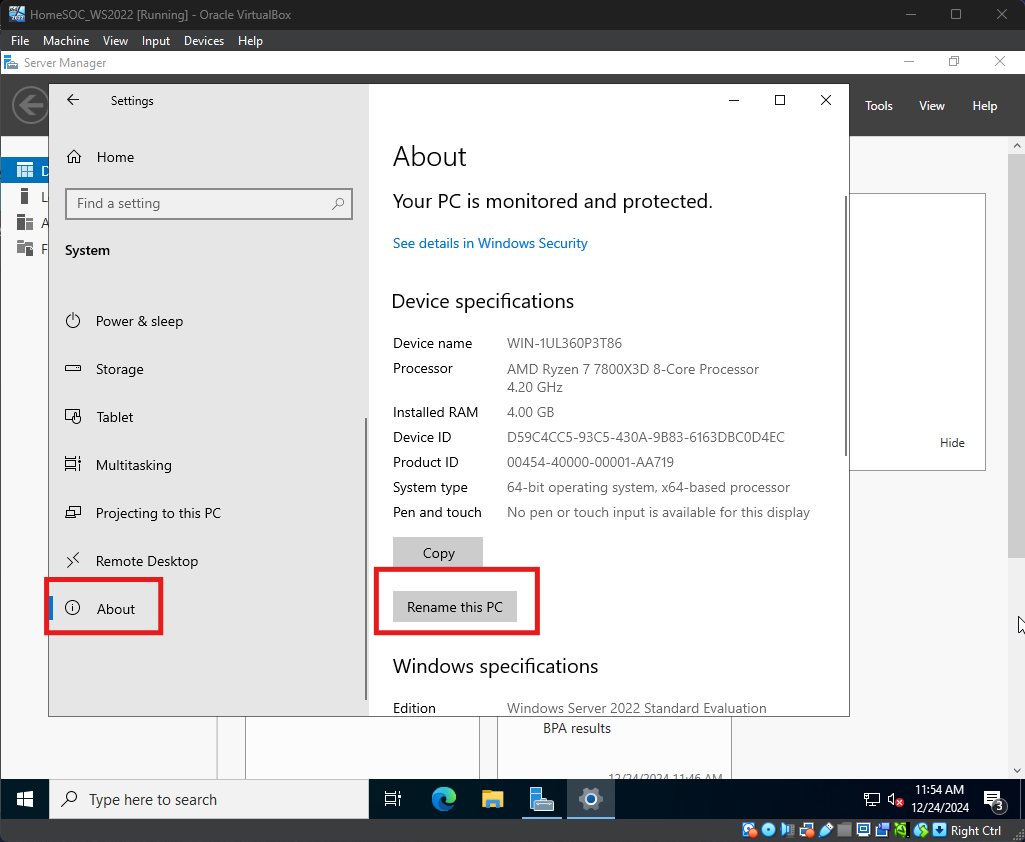 HomeSOC_WS2022 [Running] - Oracle VirtualBox
File Machine View Input Devices Help
Server Manager
Tools View Help
Settings
Home
Find a setting
System
Power & sleep
Storage
Tablet
Multitasking
Projecting to this PC
Remote Desktop
About
About
Your PC is monitored and protected.
See details in Windows Security
Device specifications
Device name WIN-1UL360P3T86
Processor AMD Ryzen 7 7800X3D 8-Core Processor
4.20 GHz
Installed RAM 4.00 GB
Device ID D59C4CC5-93C5-430A-9B83-6163DBC0D4EC
Product ID 00454-40000-00001-AA719
System type 64-bit operating system, x64-based processor
Pen and touch No pen or touch input is available for this display
Copy
Rename this PC
Windows specifications
Edition Windows Server 2022 Standard Evaluation
Hide
BPA results
12/24/2024 11:46 AM
Type here to search
11:54 AM
12/24/2024
3
Right Ctrl